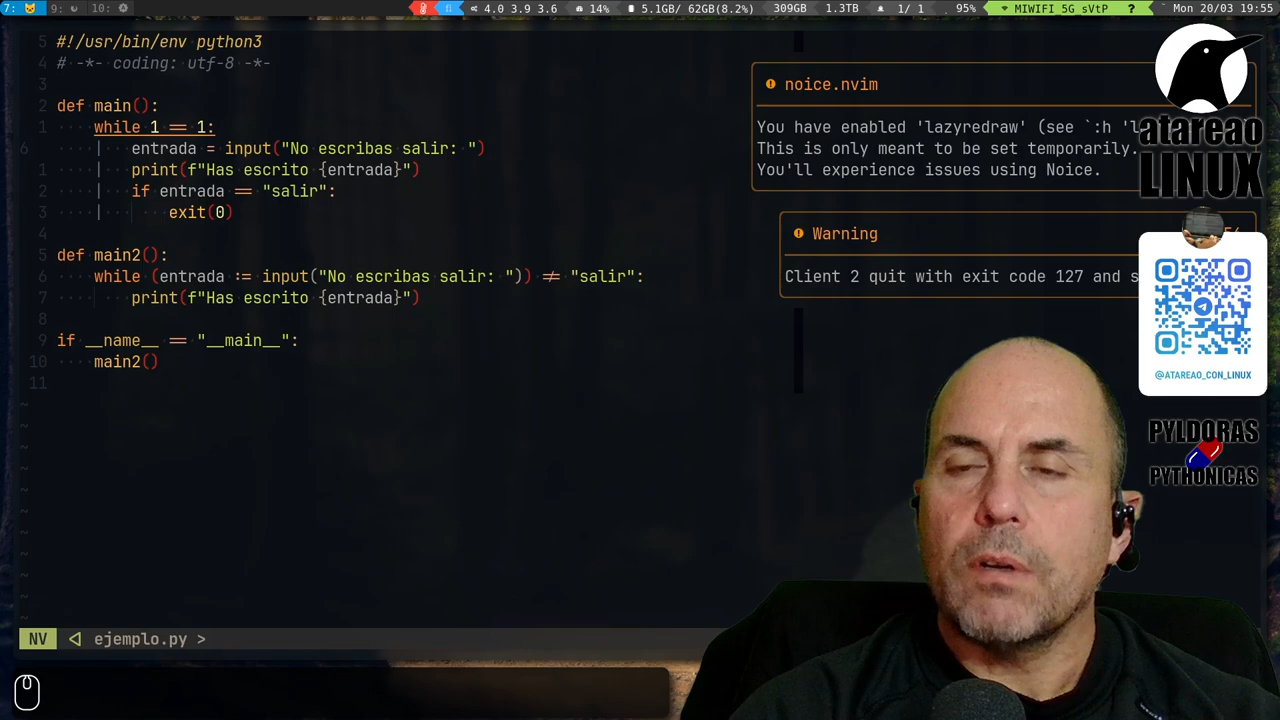 7:
9:
10:
4.0 3.9 3.6
14%
5.1GB/ 62GB(8.2%)
309GB
1.3TB
1/ 1
95%
MIWIFI_5G_sVtP
?
Mon 20/03 19:55
5 #!/usr/bin/env python3
4 # -*- coding: utf-8 -*-
3
2 def main():
1 while 1 == 1:
6 entrada = input("No escribas salir: ")
1 print(f"Has escrito {entrada}")
2 if entrada == "salir":
3 exit(0)
4
5 def main2():
6 while (entrada := input("No escribas salir: ")) != "salir":
7 print(f"Has escrito {entrada}")
8
9 if __name__ == "__main__":
10 main2()
11
~
~
~
~
~
~
~
~
~
~
~
NV < ejemplo.py >
noice.nvim
You have enabled 'lazyredraw' (see `:h
This is only meant to be set temporarily.
You'll experience issues using Noice.
Warning
Client 2 quit with exit code 127 and
atareao
LINUX
@ATAREAO_CON_LINUX
PYLDORAS
PYTHONICAS